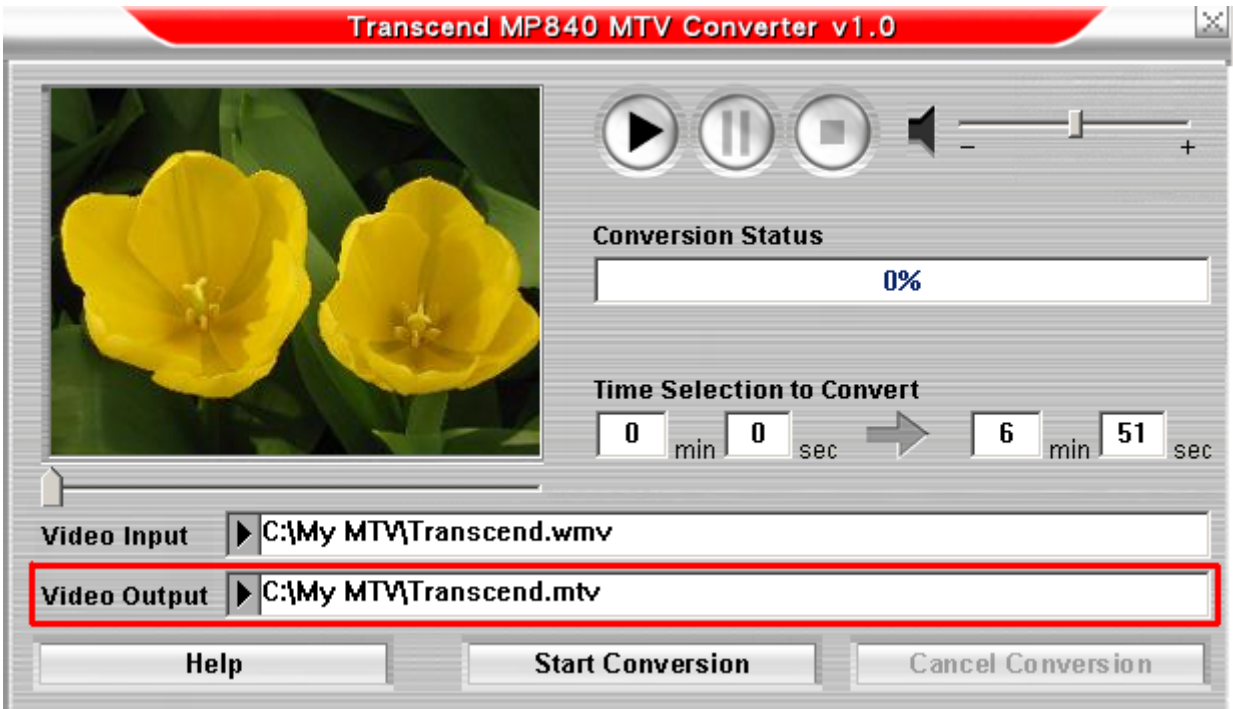 Transcend MP840 MTV Converter v1.0
- +
Conversion Status
0%
Time Selection to Convert
0 min 0 sec 6 min 51 sec
Video Input C:\My MTV\Transcend.wmv
Video Output C:\My MTV\Transcend.mtv
Help Start Conversion Cancel Conversion